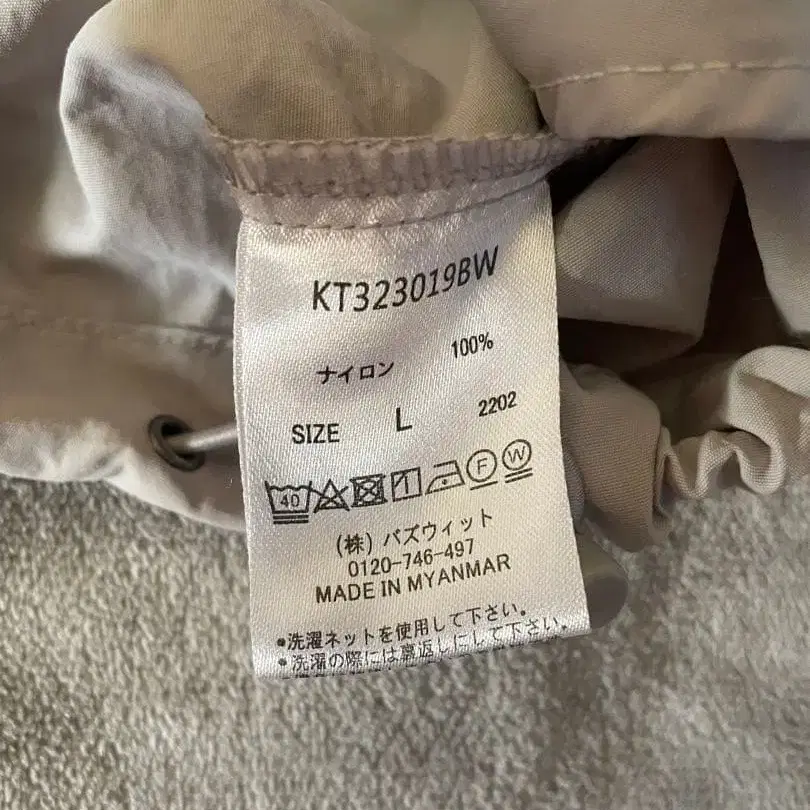 KT323019BW
ナイロン 100%
SIZE L 2202
40 F W
(株) バズウィット
0120-746-497
MADE IN MYANMAR
•洗濯ネットを使用して下さい。
•洗濯の際には裏返しにして下さい。